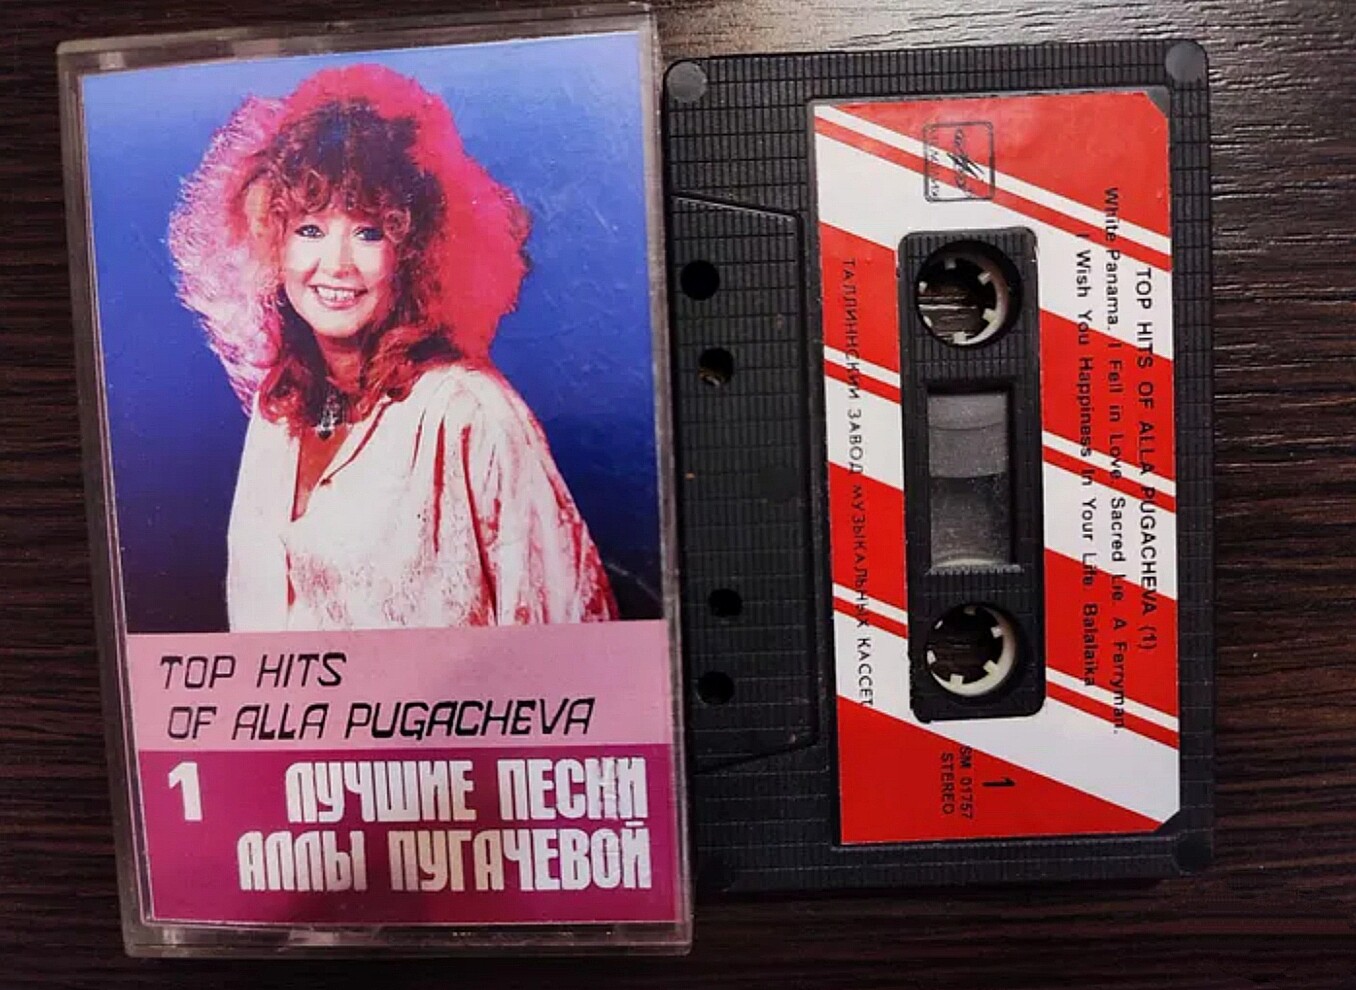 TOP HITS
OF ALLA PUGACHEVA
1
ЛУЧШИЕ ПЕСНИ
АЛЛЫ ПУГАЧЕВОЙ
TOP HITS OF ALLA PUGACHEVA (1)
White Panama. I Fell in Love. Sacred Lie. A Ferryman.
I Wish You Happiness In Your Life. Balalaika
1
SM 01757
STEREO
ТАЛЛИННСКИЙ ЗАВОД МУЗЫКАЛЬНЫХ КАССЕТ